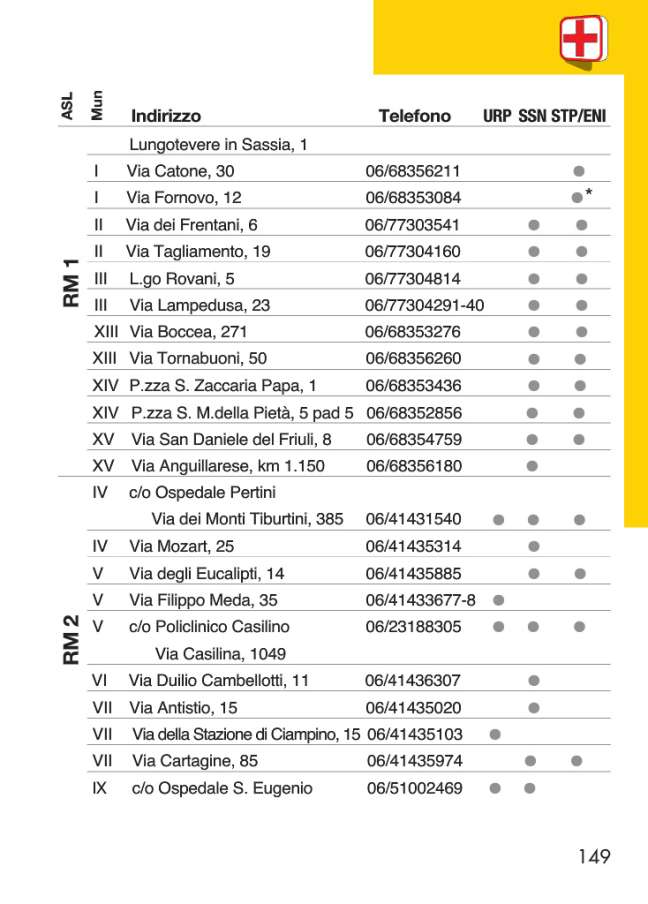 ASL Mun Indirizzo Telefono URP SSN STP/ENI
Lungotevere in Sassia, 1
I Via Catone, 30 06/68356211 ●
I Via Fornovo, 12 06/68353084 ●*
II Via dei Frentani, 6 06/77303541 ● ●
II Via Tagliamento, 19 06/77304160 ● ●
III L.go Rovani, 5 06/77304814 ● ●
RM 1
III Via Lampedusa, 23 06/77304291-40 ● ●
XIII Via Boccea, 271 06/68353276 ● ●
XIII Via Tornabuoni, 50 06/68356260 ● ●
XIV P.zza S. Zaccaria Papa, 1 06/68353436 ● ●
XIV P.zza S. M.della Pietà, 5 pad 5 06/68352856 ● ●
XV Via San Daniele del Friuli, 8 06/68354759 ● ●
XV Via Anguillarese, km 1.150 06/68356180 ●
IV c/o Ospedale Pertini
Via dei Monti Tiburtini, 385 06/41431540 ● ● ●
IV Via Mozart, 25 06/41435314 ●
V Via degli Eucalipti, 14 06/41435885 ● ●
V Via Filippo Meda, 35 06/41433677-8 ●
RM 2
V c/o Policlinico Casilino 06/23188305 ● ● ●
Via Casilina, 1049
VI Via Duilio Cambellotti, 11 06/41436307 ●
VII Via Antistio, 15 06/41435020 ●
VII Via della Stazione di Ciampino, 15 06/41435103 ●
VII Via Cartagine, 85 06/41435974 ● ●
IX c/o Ospedale S. Eugenio 06/51002469 ● ●
149